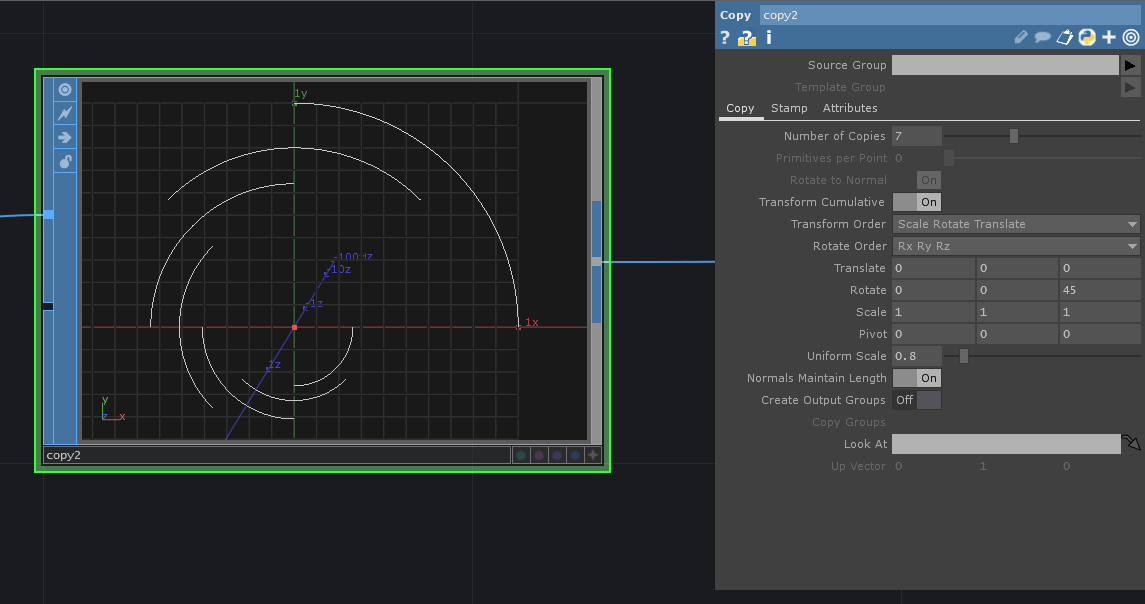 Copy copy2
? ? i
Source Group
Template Group
Copy Stamp Attributes
Number of Copies 7
Primitives per Point 0
Rotate to Normal On
Transform Cumulative On
Transform Order Scale Rotate Translate
Rotate Order Rx Ry Rz
Translate 0 0 0
Rotate 0 0 45
Scale 1 1 1
Pivot 0 0 0
Uniform Scale 0.8
Normals Maintain Length On
Create Output Groups Off
Copy Groups
Look At
Up Vector 0 1 0
1y
-100z
-10z
-1z
1x
1z
y
z x
copy2